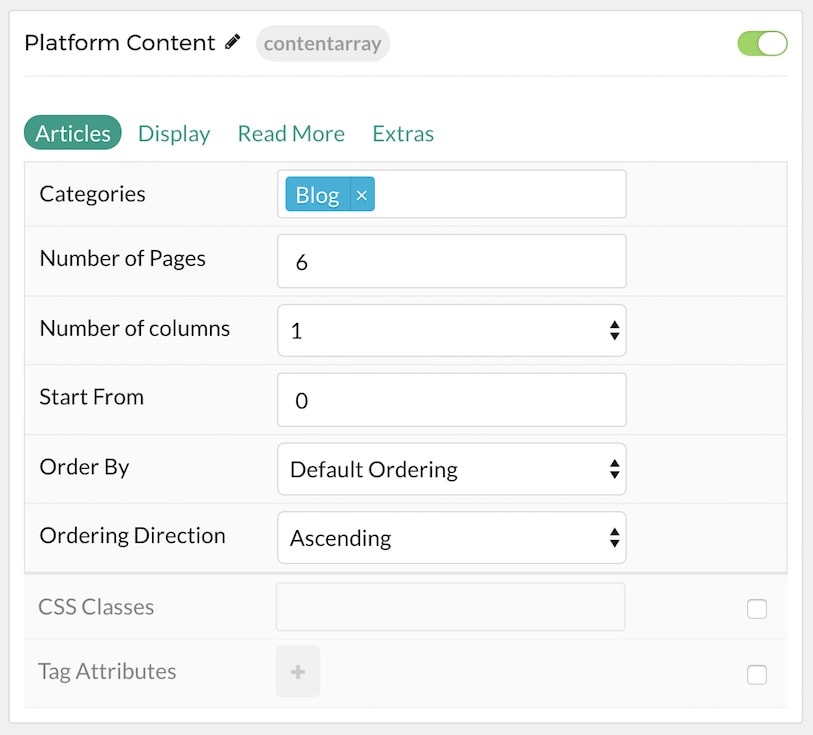 Platform Content contentarray
Articles Display Read More Extras
Categories Blog ×
Number of Pages 6
Number of columns 1
Start From 0
Order By Default Ordering
Ordering Direction Ascending
CSS Classes
Tag Attributes +